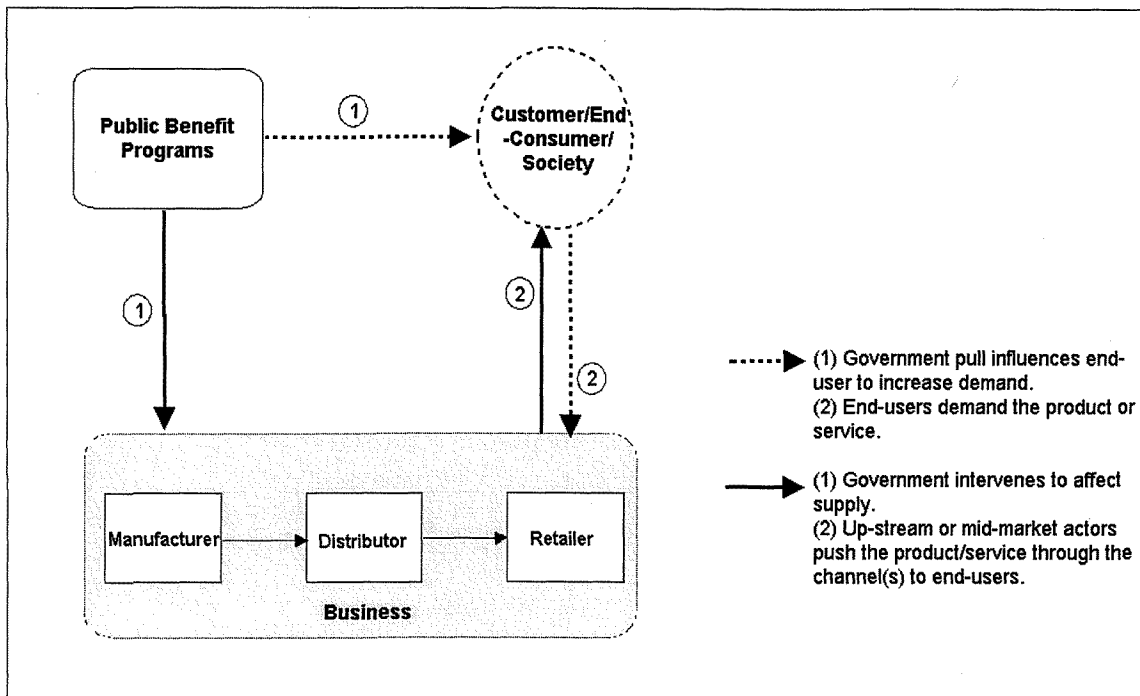 Public Benefit
Programs
1
Customer/End
-Consumer/
Society
1
2
2
Manufacturer
Distributor
Retailer
Business
(1) Government pull influences end-
user to increase demand.
(2) End-users demand the product or
service.
(1) Government intervenes to affect
supply.
(2) Up-stream or mid-market actors
push the product/service through the
channel(s) to end-users.